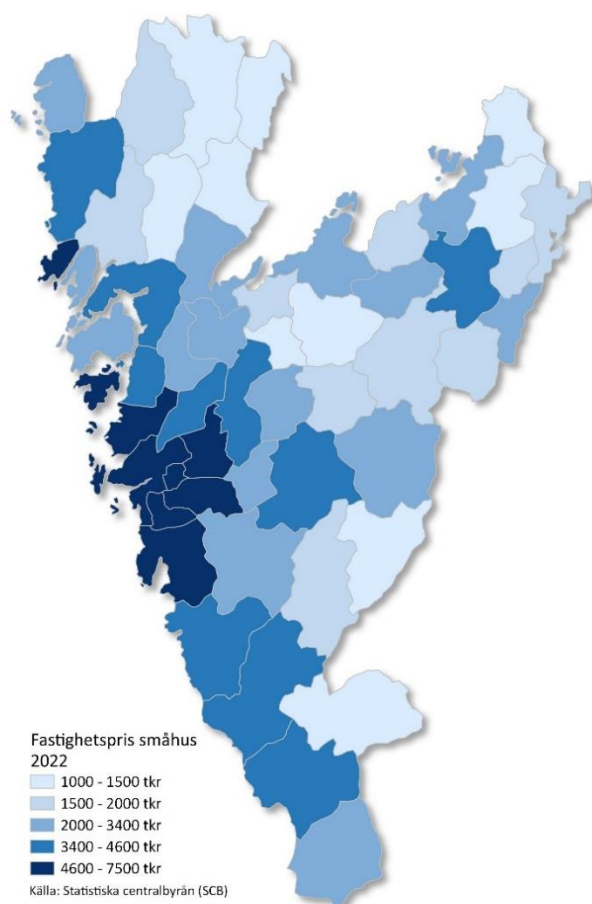 Fastighetspris småhus
2022
1000 - 1500 tkr
1500 - 2000 tkr
2000 - 3400 tkr
3400 - 4600 tkr
4600 - 7500 tkr
Källa: Statistiska centralbyrån (SCB)